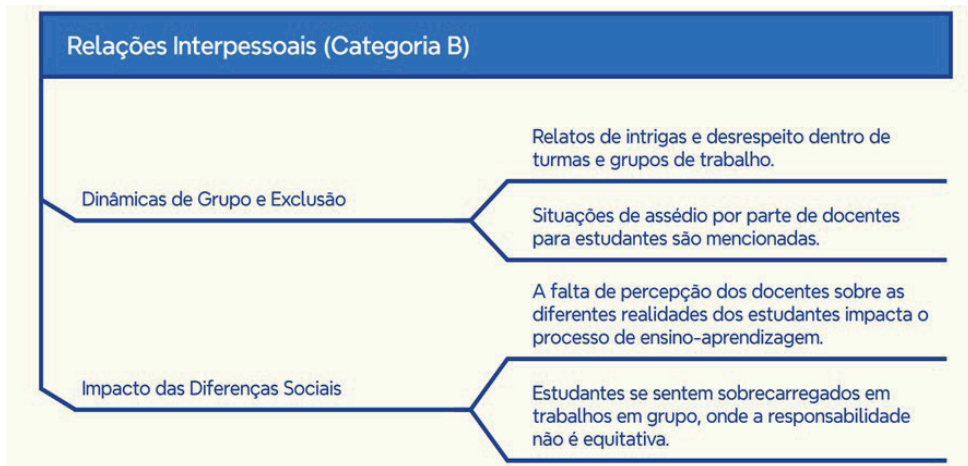 Relações Interpessoais (Categoria B)
Dinâmicas de Grupo e Exclusão
Relatos de intrigas e desrespeito dentro de
turmas e grupos de trabalho.
Situações de assédio por parte de docentes
para estudantes são mencionadas.
Impacto das Diferenças Sociais
A falta de percepção dos docentes sobre as
diferentes realidades dos estudantes impacta o
processo de ensino-aprendizagem.
Estudantes se sentem sobrecarregados em
trabalhos em grupo, onde a responsabilidade
não é equitativa.